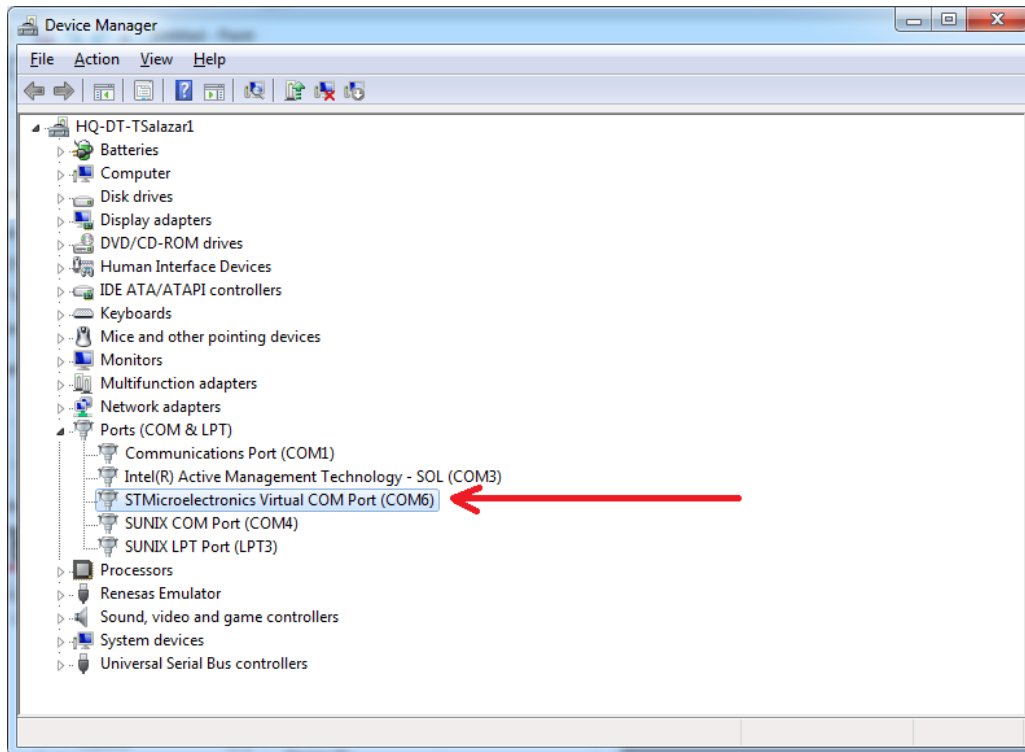 Device Manager
File Action View Help
HQ-DT-TSalazar1
Batteries
Computer
Disk drives
Display adapters
DVD/CD-ROM drives
Human Interface Devices
IDE ATA/ATAPI controllers
Keyboards
Mice and other pointing devices
Monitors
Multifunction adapters
Network adapters
Ports (COM & LPT)
Communications Port (COM1)
Intel(R) Active Management Technology - SOL (COM3)
STMicroelectronics Virtual COM Port (COM6)
SUNIX COM Port (COM4)
SUNIX LPT Port (LPT3)
Processors
Renesas Emulator
Sound, video and game controllers
System devices
Universal Serial Bus controllers